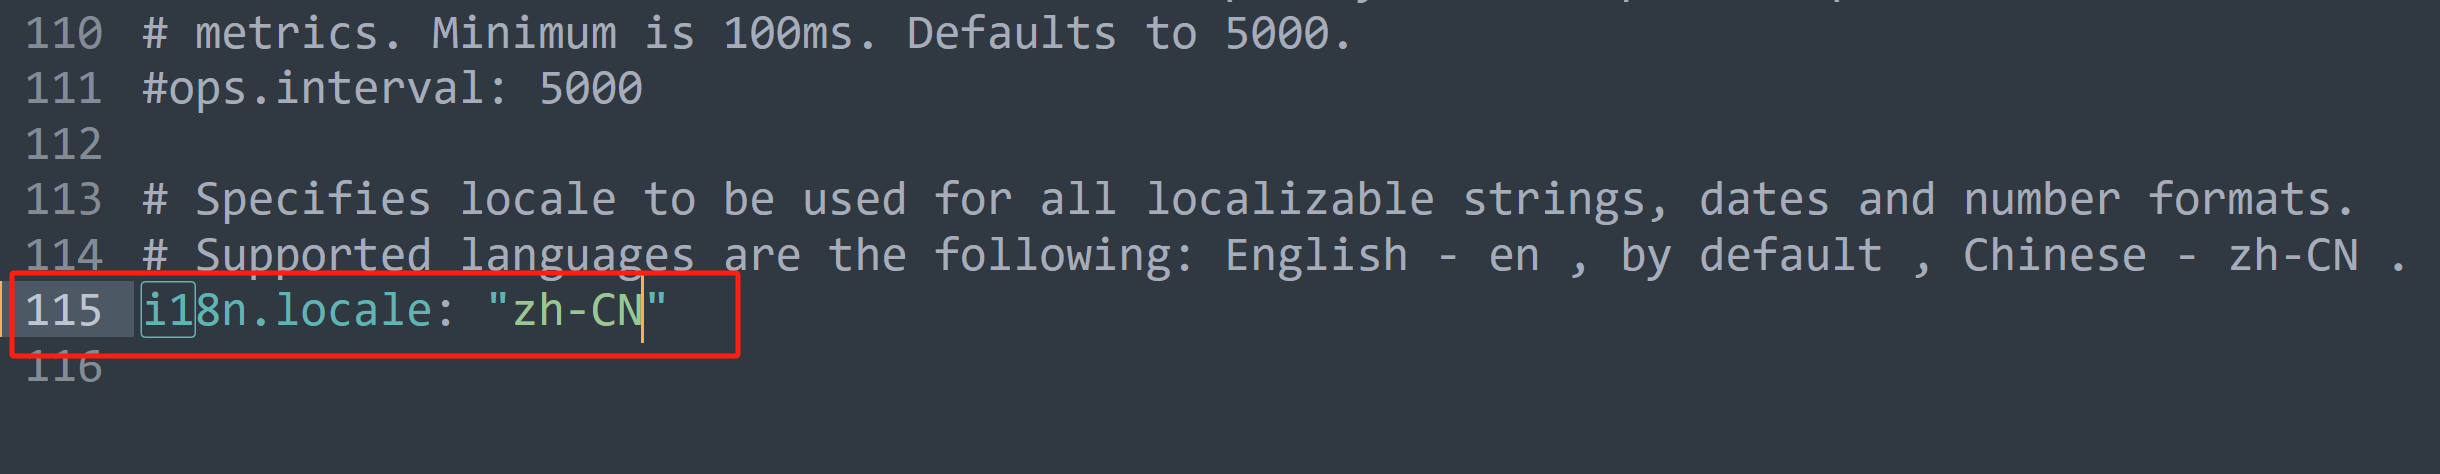 110 # metrics. Minimum is 100ms. Defaults to 5000.
111 #ops.interval: 5000
112
113 # Specifies locale to be used for all localizable strings, dates and number formats.
114 # Supported languages are the following: English - en , by default , Chinese - zh-CN .
115 i18n.locale: "zh-CN"
116